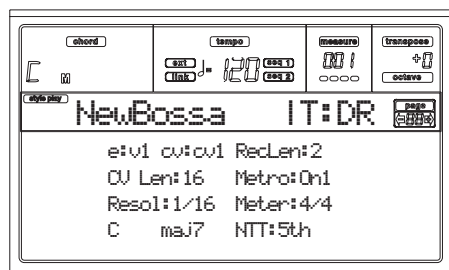 chord tempo measure transpose
C M ext link ♩= 120 seq 1 seq 2 001 +0 octave
style play NewBossa IT:DR page
e:v1 cv:cv1 RecLen:2
CV Len:16 Metro:On1
Resol:1/16 Meter:4/4
C maj7 NTT:5th